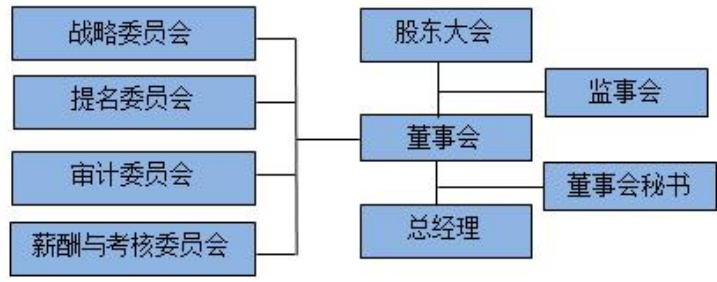 战略委员会
提名委员会
审计委员会
薪酬与考核委员会
股东大会
监事会
董事会
董事会秘书
总经理